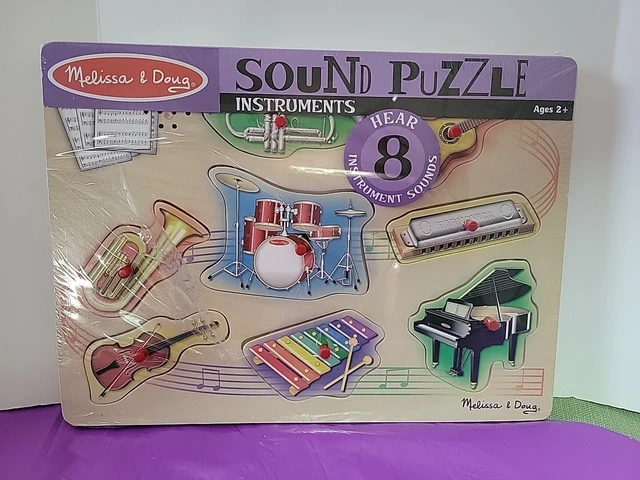 Melissa & Doug®
SOUND PUZZLE
INSTRUMENTS
Ages 2+
HEAR
8
INSTRUMENT SOUNDS
Melissa & Doug®